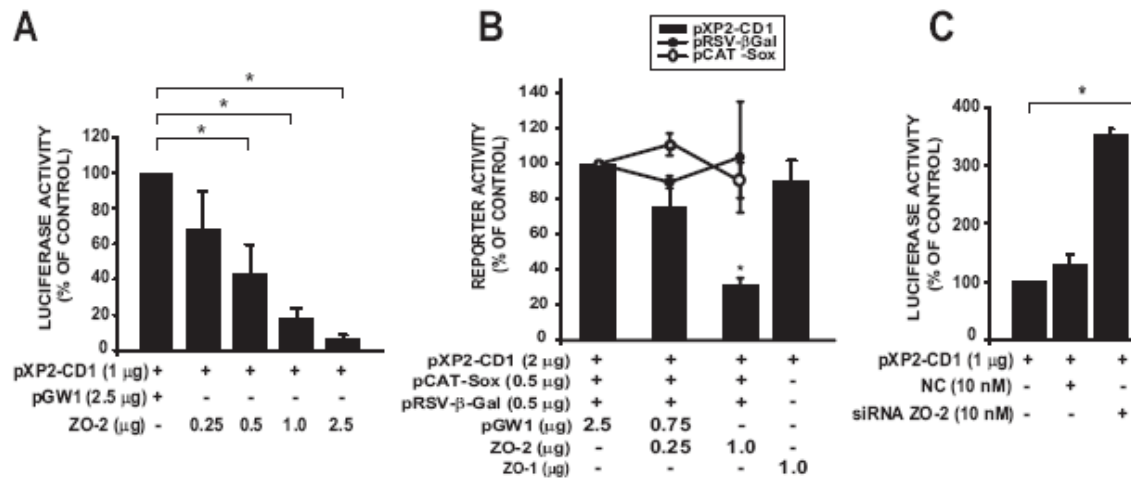 A
LUCIFERASE ACTIVITY
(% OF CONTROL)
120
100
80
60
40
20
0
*
*
*
pXP2-CD1 (1 µg) + + + + +
pGW1 (2.5 µg) + - - - -
ZO-2 (µg) - 0.25 0.5 1.0 2.5
B
pXP2-CD1
pRSV-βGal
pCAT -Sox
REPORTER ACTIVITY
(% OF CONTROL)
140
120
100
80
60
40
20
0
*
pXP2-CD1 (2 µg) + + + +
pCAT-Sox (0.5 µg) + + + -
pRSV-β-Gal (0.5 µg) + + + -
pGW1 (µg) 2.5 0.75 - -
ZO-2 (µg) - 0.25 1.0 -
ZO-1 (µg) - - - 1.0
C
LUCIFERASE ACTIVITY
(% OF CONTROL)
400
300
200
100
0
*
pXP2-CD1 (1 µg) + + +
NC (10 nM) - + -
siRNA ZO-2 (10 nM) - - +